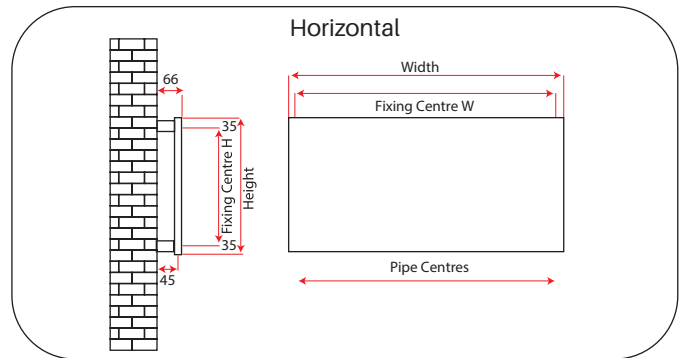 Horizontal
66
Width
Fixing Centre W
35
Fixing Centre H
Height
35
45
Pipe Centres